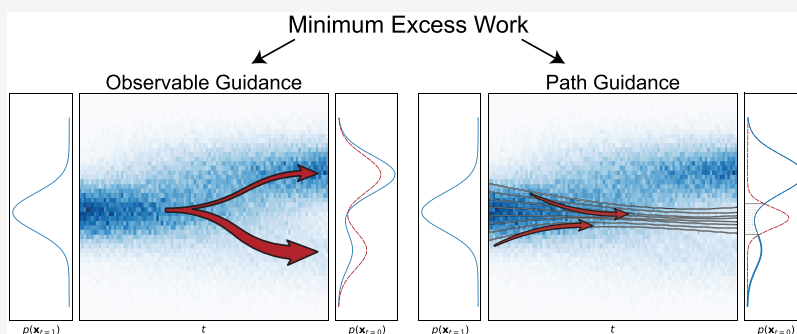 Minimum Excess Work
Observable Guidance
Path Guidance
p(x_{t=1})
t
p(x_{t=0})
p(x_{t=1})
t
p(x_{t=0})